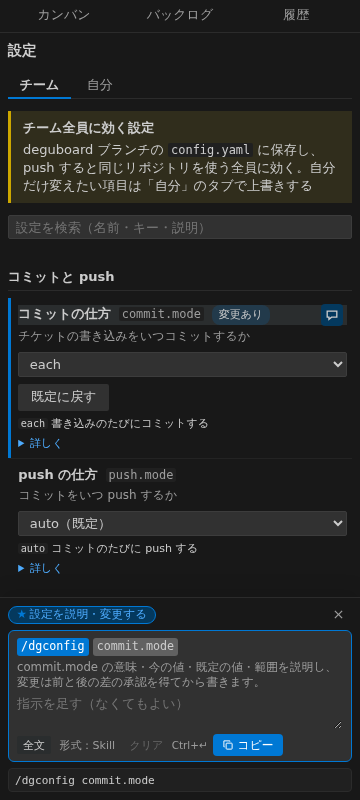 カンバン バックログ 履歴
設定
チーム 自分
チーム全員に効く設定
deguboard ブランチの config.yaml に保存し、
push すると同じリポジトリを使う全員に効く。自分
だけ変えたい項目は「自分」のタブで上書きする
設定を検索（名前・キー・説明）
コミットと push
コミットの仕方 commit.mode 変更あり
チケットの書き込みをいつコミットするか
each
既定に戻す
each 書き込みのたびにコミットする
▶ 詳しく
push の仕方 push.mode
コミットをいつ push するか
auto（既定）
auto コミットのたびに push する
▶ 詳しく
★設定を説明・変更する ×
/dgconfig commit.mode
commit.mode の意味・今の値・既定の値・範囲を説明し、
変更は前と後の差の承認を得てから書きます。
指示を足す（なくてもよい）
全文 形式：Skill クリア Ctrl+↵ コピー
/dgconfig commit.mode